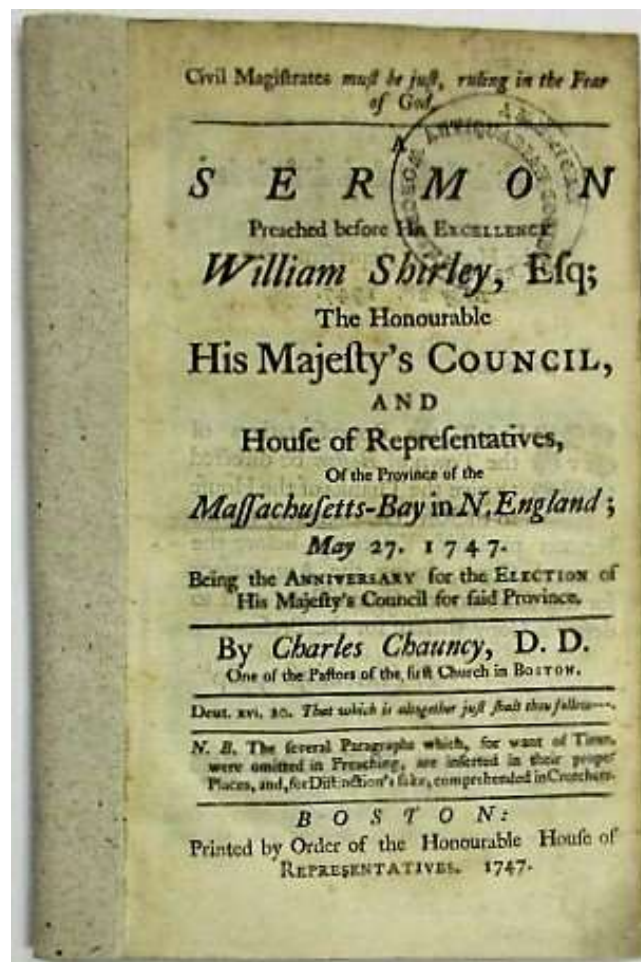 Civil Magiſtrates muſt be juſt, ruling in the Fear
of God.
A
SERMON
Preached before His EXCELLENCY
William Shirley, Eſq;
The Honourable
His Majeſty's COUNCIL,
AND
Houſe of Repreſentatives,
Of the Province of the
Maſſachuſetts-Bay in N. England;
May 27. 1747.
Being the ANNIVERSARY for the ELECTION of
His Majeſty's Council for ſaid Province.
By Charles Chauncy, D. D.
One of the Paſtors of the firſt Church in BOSTON.
Deut. xvi. 20. That which is altogether juſt ſhalt thou follow—.
N. B. The ſeveral Paragraphs which, for want of Time,
were omitted in Preaching, are inſerted in their proper
Places, and, for Diſtinction's ſake, comprehended in Crotchets.
BOSTON:
Printed by Order of the Honourable Houſe of
REPRESENTATIVES. 1747.
AMERICAN ANTIQUARIAN